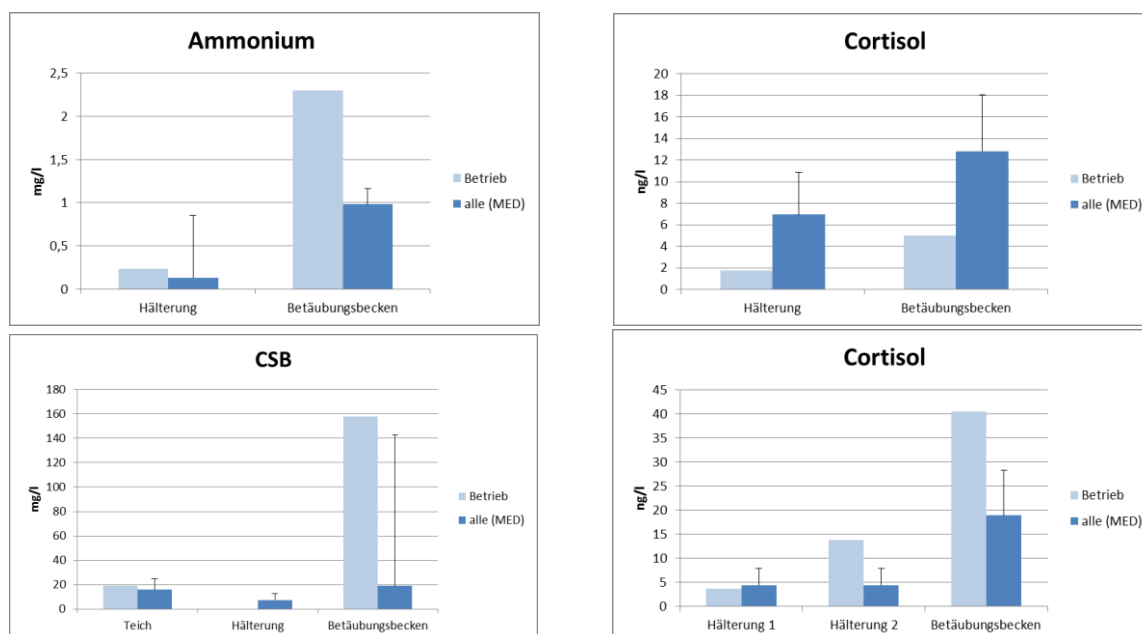 Ammonium
2,5
2
1,5
1
0,5
0
mg/l
Hälterung
Betäubungsbecken
Betrieb
alle (MED)
Cortisol
20
18
16
14
12
10
8
6
4
2
0
ng/l
Hälterung
Betäubungsbecken
Betrieb
alle (MED)
CSB
180
160
140
120
100
80
60
40
20
0
mg/l
Teich
Hälterung
Betäubungsbecken
Betrieb
alle (MED)
Cortisol
45
40
35
30
25
20
15
10
5
0
ng/l
Hälterung 1
Hälterung 2
Betäubungsbecken
Betrieb
alle (MED)